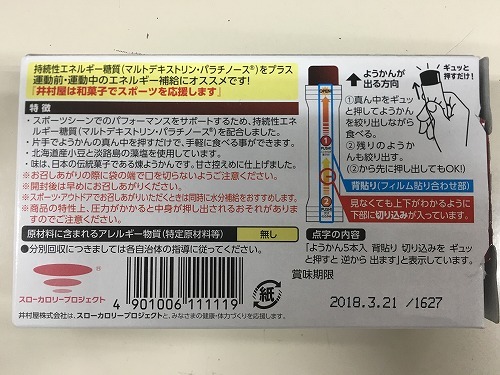 持続性エネルギー糖質(マルトデキストリン・パラチノース®)をプラス
運動前・運動中のエネルギー補給にオススメです!
「井村屋は和菓子でスポーツを応援します」
特徴
・スポーツシーンでのパフォーマンスをサポートするため、持続性エネ
ルギー糖質(マルトデキストリン・パラチノース®)を配合しました。
・片手でようかんの真ん中を押すだけで、手軽に食べる事ができます。
・北海道産小豆と淡路島の藻塩を使用しています。
・味は、日本の伝統菓子である煉ようかんです。甘さ控えめに仕上げました。
※お召しあがりの際に袋の端で口を切らないようご注意ください。
※開封後は早めにお召しあがりください。
※スポーツ・アウトドアでお召しあがりいただくときは同時に水分補給をおすすめします。
※商品の特性上、圧力がかかると中身が押し出されるおそれがあり
ますのでご注意ください。
原材料に含まれるアレルギー物質(特定原材料等)
無し
●分別回収につきましては各自治体の指導に従ってください。
®
スローカロリープロジェクト
4 901006 111119
紙
井村屋株式会社は、スローカロリープロジェクトと、みなさまの健康・体力づくりを応援します。
OPEN
1
2
ようかんが
出る方向
ギュッと
押すだけ!
①真ん中をギュッ
と押してようかん
を絞り出しながら
食べる。
②残りのようか
んも絞り出す。
②から先に押し出してもOK!
背貼り(フィルム貼り合わせ部)
見なくても上下がわかるように
下部に切り込みが入っています。
点字の内容
「ようかん5本入 背貼り 切り込みを ギュッ
と押すと 逆から 出ます」と表示しています。
賞味期限
2018.3.21 /1627